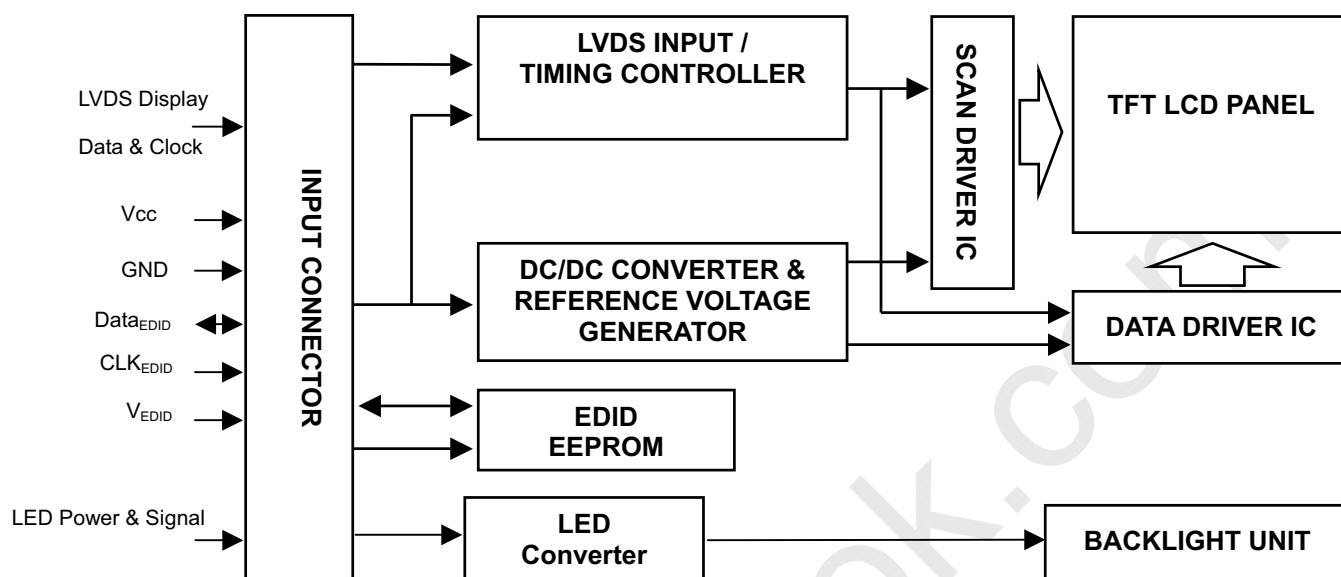 LVDS Display
Data & Clock
Vcc
GND
DataEDID
CLKEDID
VEDID
LED Power & Signal
INPUT CONNECTOR
LVDS INPUT /
TIMING CONTROLLER
DC/DC CONVERTER &
REFERENCE VOLTAGE
GENERATOR
EDID
EEPROM
LED
Converter
SCAN DRIVER IC
TFT LCD PANEL
DATA DRIVER IC
BACKLIGHT UNIT